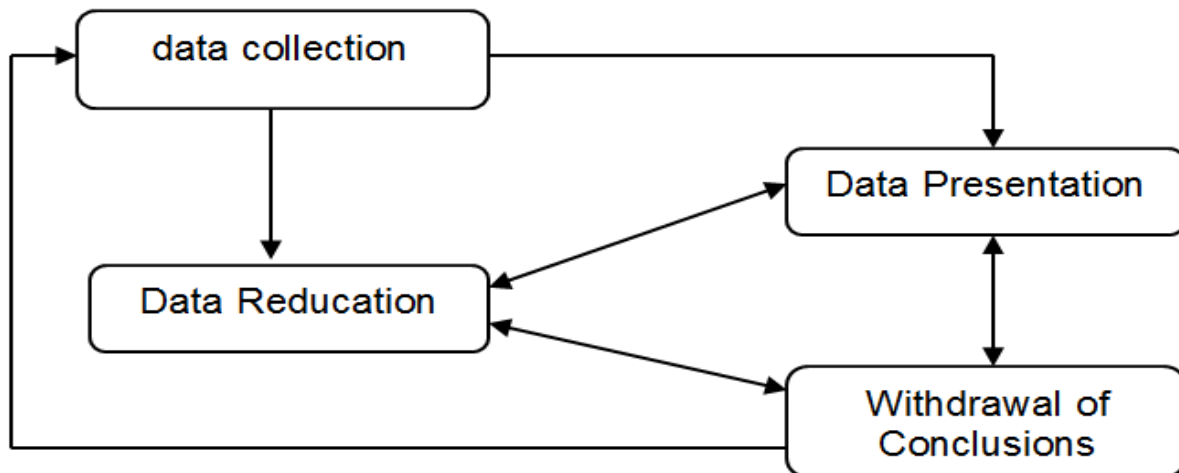 data collection
Data Presentation
Data Reducation
Withdrawal of
Conclusions